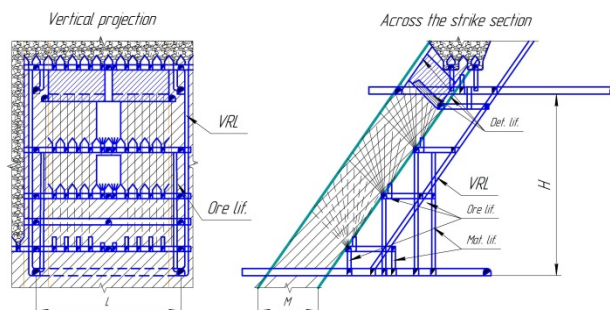 Vertical projection
Across the strike section
VRL
Ore lif.
L
Det. lif.
VRL
Ore lif.
Mat. lif.
H
M